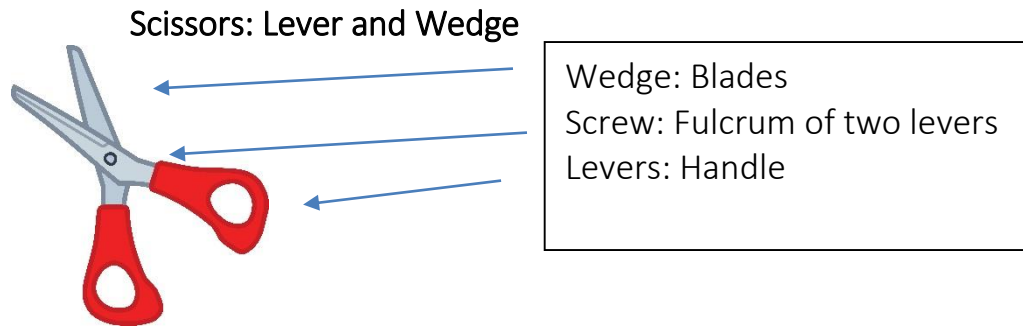 Scissors: Lever and Wedge
Wedge: Blades
Screw: Fulcrum of two levers
Levers: Handle